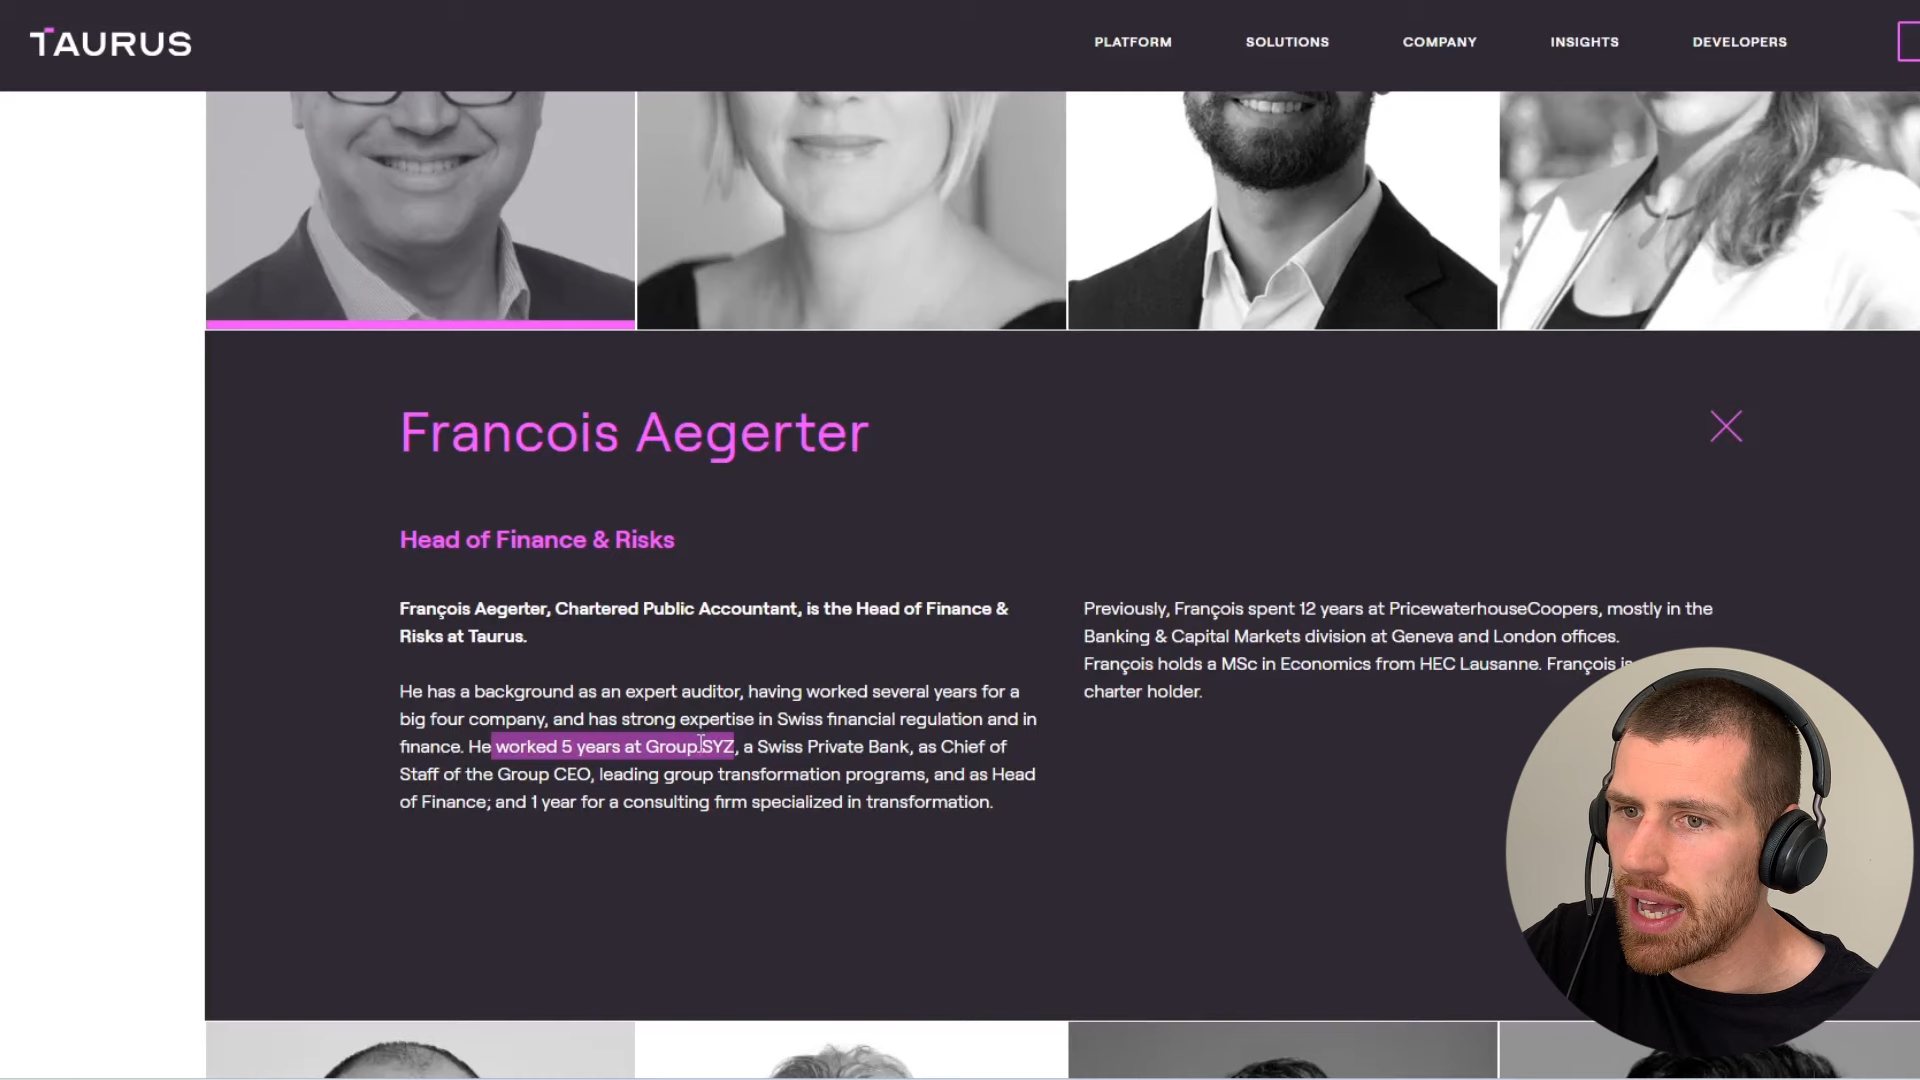 TAURUS
PLATFORM
SOLUTIONS
COMPANY
INSIGHTS
DEVELOPERS
Francois Aegerter
Head of Finance & Risks
François Aegerter, Chartered Public Accountant, is the Head of Finance &
Risks at Taurus.
He has a background as an expert auditor, having worked several years for a
big four company, and has strong expertise in Swiss financial regulation and in
finance. He worked 5 years at Group SYZ, a Swiss Private Bank, as Chief of
Staff of the Group CEO, leading group transformation programs, and as Head
of Finance; and 1 year for a consulting firm specialized in transformation.
Previously, François spent 12 years at PricewaterhouseCoopers, mostly in the
Banking & Capital Markets division at Geneva and London offices.
François holds a MSc in Economics from HEC Lausanne. François is
charter holder.